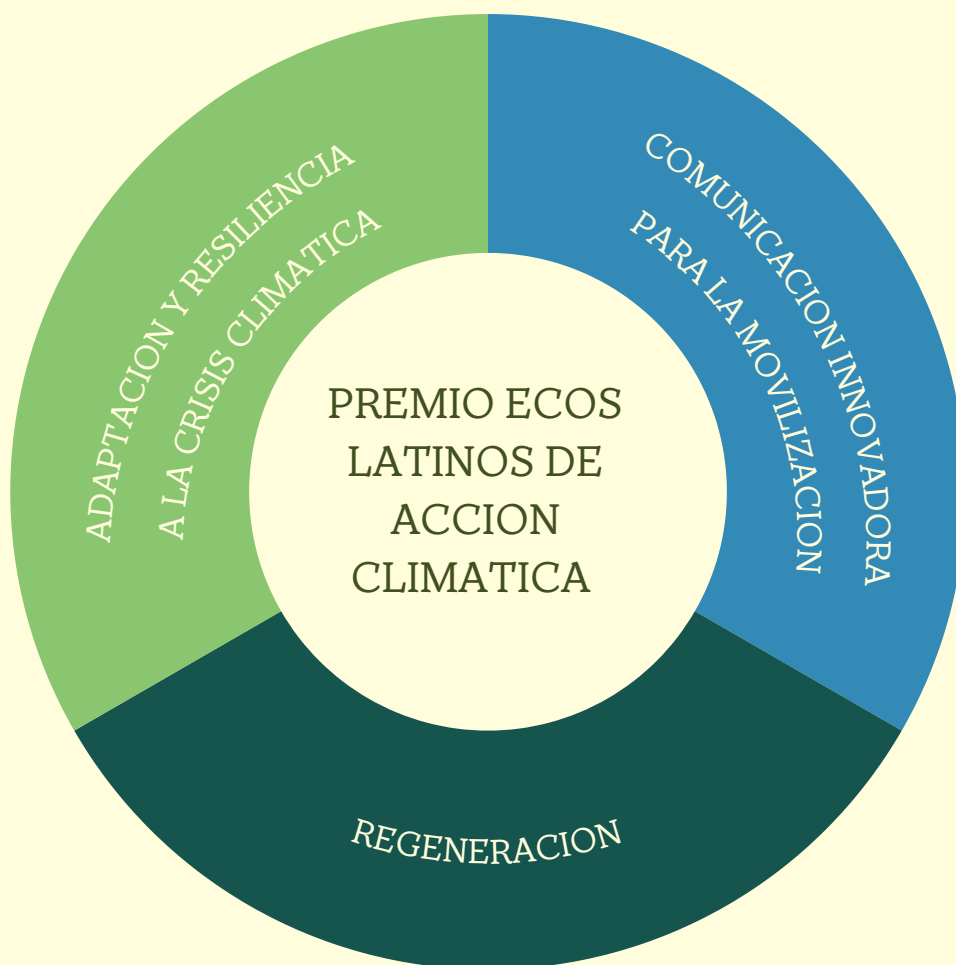 ADAPTACION Y RESILIENCIA
A LA CRISIS CLIMATICA
COMUNICACION INNOVADORA
PARA LA MOVILIZACION
PREMIO ECOS
LATINOS DE
ACCION
CLIMATICA
REGENERACION